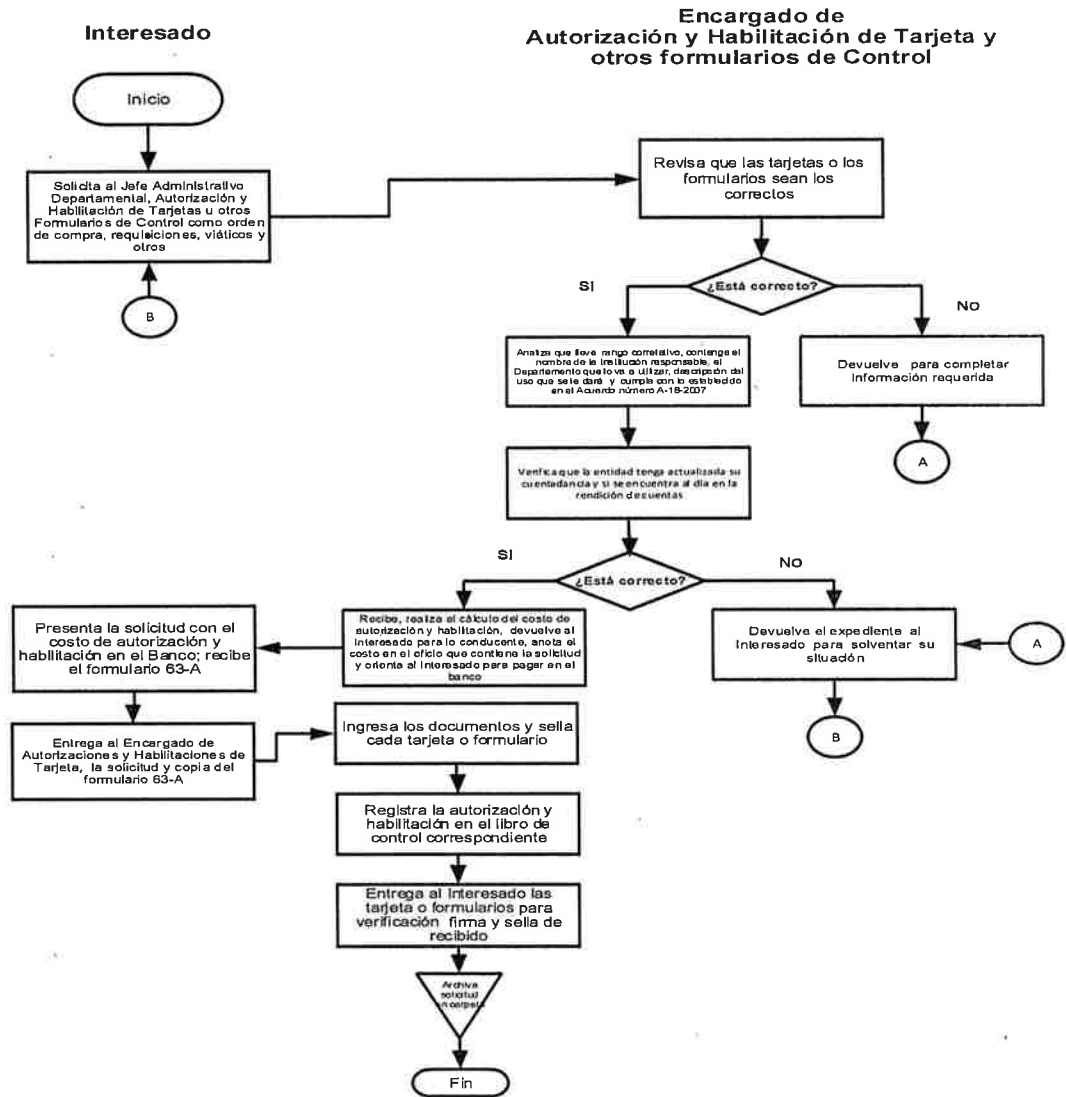 Interesado
Encargado de
Autorización y Habilitación de Tarjeta y
otros formularios de Control
Inicio
Solicita al Jefe Administrativo
Departamental, Autorización y
Habilitación de Tarjetas u otros
Formularios de Control como orden
de compra, requisiciones, viáticos y
otros
B
Revisa que las tarjetas o los
formularios sean los
correctos
¿Está correcto?
SI
NO
Analiza que lleve rango correlativo, contenga el
nombre de la Institución responsable, el
Departamento que lo va a utilizar, descripción del
uso que se le dará y cumpla con lo establecido
en el Acuerdo número A-18-2007
Devuelve para completar
información requerida
A
Verifica que la entidad tenga actualizada su
cuentadancia y si se encuentra al día en la
rendición de cuentas
¿Está correcto?
SI
NO
Recibe, realiza el cálculo del costo de
autorización y habilitación, devuelve al
interesado para lo conducente, anota el
costo en el oficio que contiene la solicitud
y orienta al interesado para pagar en el
banco
Devuelve el expediente al
Interesado para solventar su
situación
A
B
Presenta la solicitud con el
costo de autorización y
habilitación en el Banco; recibe
el formulario 63-A
Entrega al Encargado de
Autorizaciones y Habilitaciones de
Tarjeta, la solicitud y copia del
formulario 63-A
Ingresa los documentos y sella
cada tarjeta o formulario
Registra la autorización y
habilitación en el libro de
control correspondiente
Entrega al Interesado las
tarjeta o formularios para
verificación firma y sella de
recibido
Archiva
solicitud
en carpeta
Fin